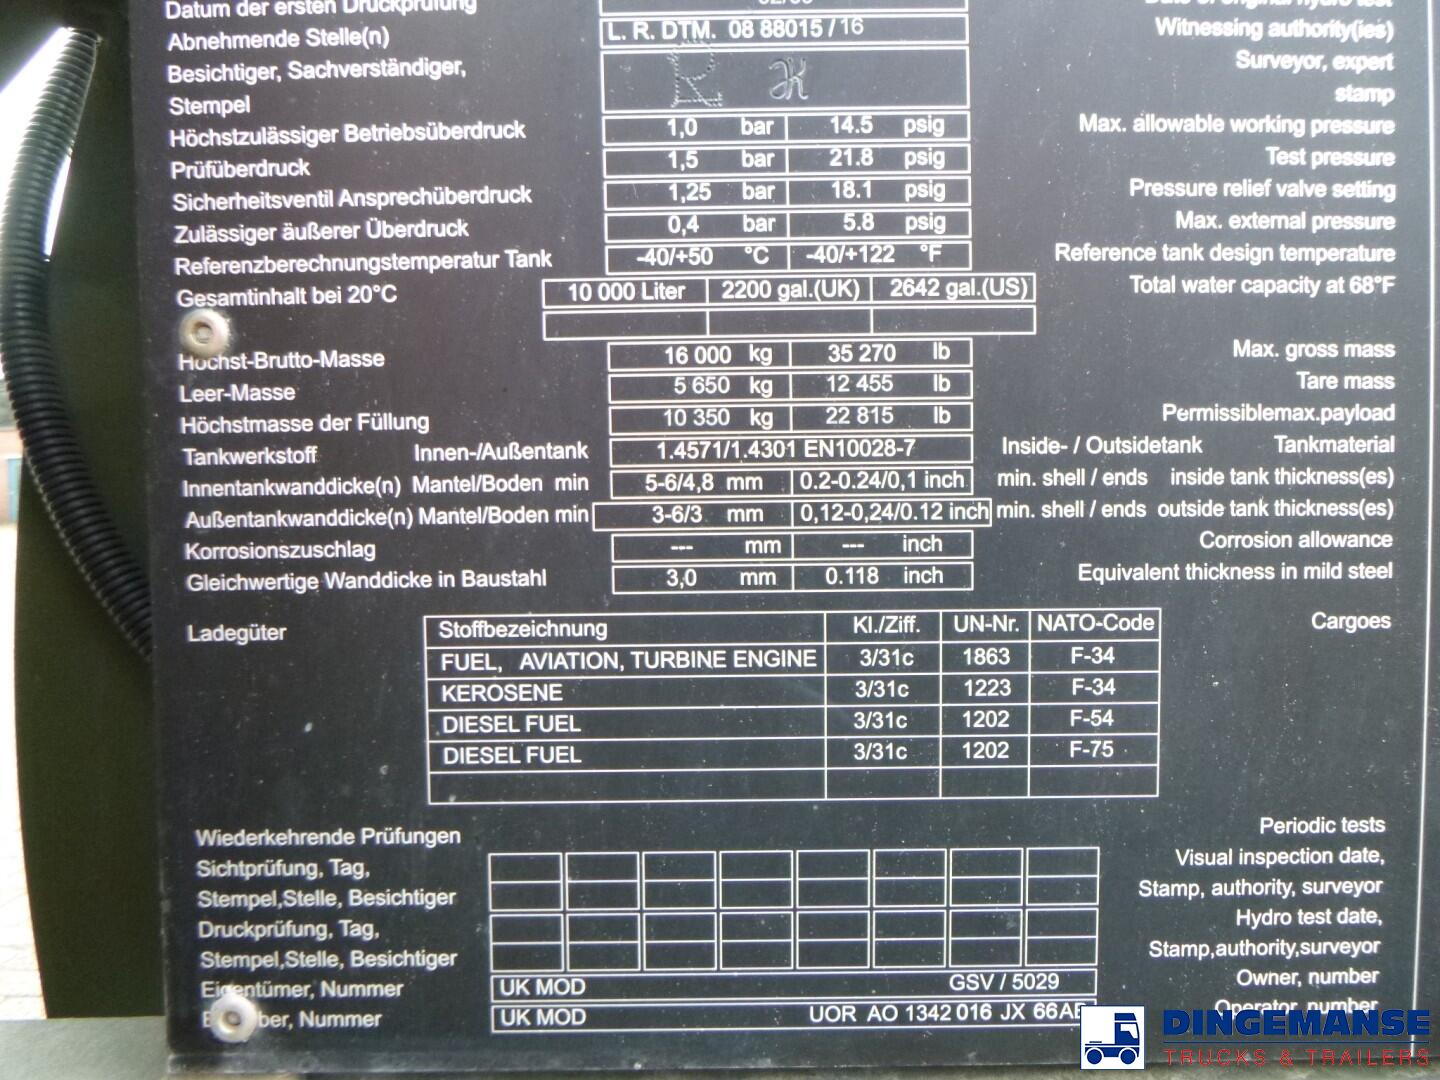 Datum der ersten Druckprüfung
Abnehmende Stelle(n) L. R. DTM. 08 88015 / 16 Witnessing authority(ies)
Besichtiger, Sachverständiger, Surveyor, expert
Stempel stamp
Höchstzulässiger Betriebsüberdruck 1,0 bar 14.5 psig Max. allowable working pressure
Prüfüberdruck 1,5 bar 21.8 psig Test pressure
Sicherheitsventil Ansprechüberdruck 1,25 bar 18.1 psig Pressure relief valve setting
Zulässiger äußerer Überdruck 0,4 bar 5.8 psig Max. external pressure
Referenzberechnungstemperatur Tank -40/+50 °C -40/+122 °F Reference tank design temperature
Gesamtinhalt bei 20°C 10 000 Liter 2200 gal.(UK) 2642 gal.(US) Total water capacity at 68°F
Höchst-Brutto-Masse 16 000 kg 35 270 lb Max. gross mass
Leer-Masse 5 650 kg 12 455 lb Tare mass
Höchstmasse der Füllung 10 350 kg 22 815 lb Permissiblemax.payload
Tankwerkstoff Innen-/Außentank 1.4571/1.4301 EN10028-7 Inside- / Outsidetank Tankmaterial
Innentankwanddicke(n) Mantel/Boden min 5-6/4,8 mm 0.2-0.24/0,1 inch min. shell / ends inside tank thickness(es)
Außentankwanddicke(n) Mantel/Boden min 3-6/3 mm 0,12-0,24/0.12 inch min. shell / ends outside tank thickness(es)
Korrosionszuschlag --- mm --- inch Corrosion allowance
Gleichwertige Wanddicke in Baustahl 3,0 mm 0.118 inch Equivalent thickness in mild steel
Ladegüter Stoffbezeichnung Kl./Ziff. UN-Nr. NATO-Code Cargoes
FUEL, AVIATION, TURBINE ENGINE 3/31c 1863 F-34
KEROSENE 3/31c 1223 F-34
DIESEL FUEL 3/31c 1202 F-54
DIESEL FUEL 3/31c 1202 F-75
Wiederkehrende Prüfungen Periodic tests
Sichtprüfung, Tag, Visual inspection date,
Stempel,Stelle, Besichtiger Stamp, authority, surveyor
Druckprüfung, Tag, Hydro test date,
Stempel,Stelle, Besichtiger Stamp,authority,surveyor
Eigentümer, Nummer UK MOD GSV / 5029 Owner, number
Nummer UK MOD UOR AO 1342 016 JX 66 Operator, number
DINGEMANSE
TRUCKS & TRAILERS